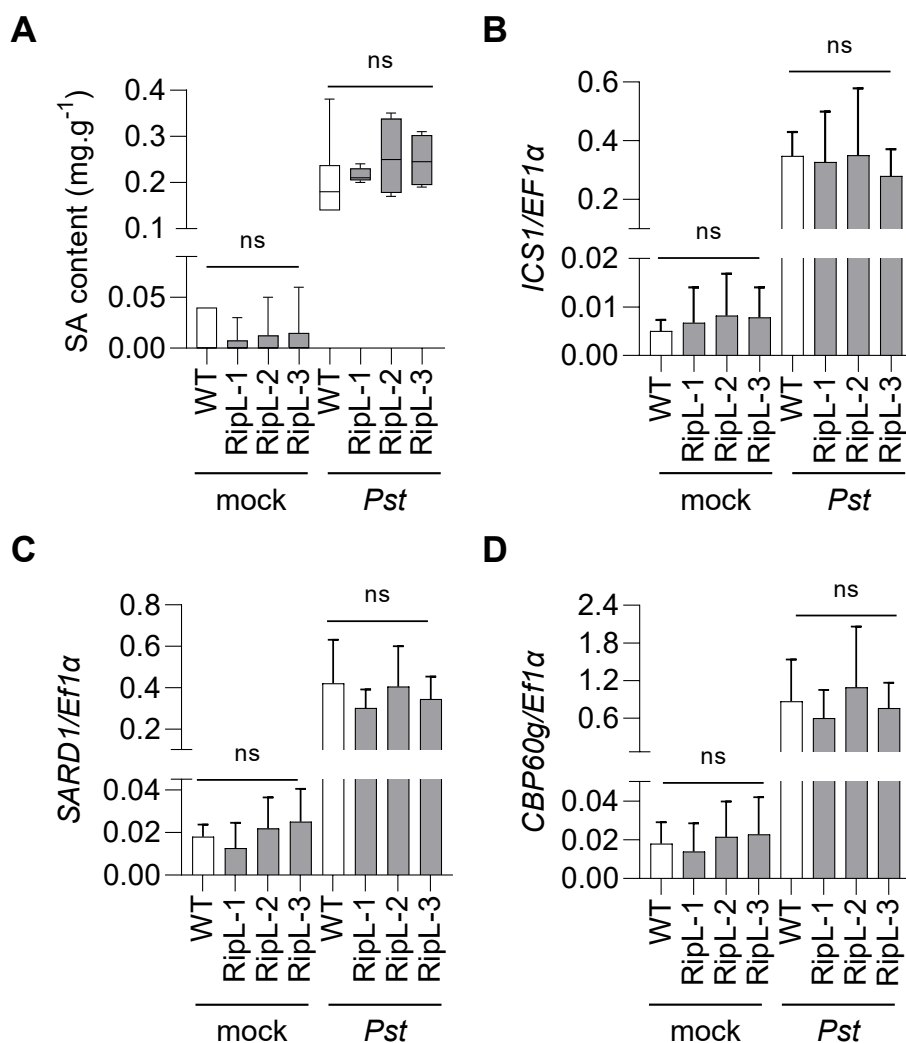 A
SA content (mg.g⁻¹)
0.4
0.3
0.2
0.1
0.05
0.00
ns
ns
WT
RipL-1
RipL-2
RipL-3
WT
RipL-1
RipL-2
RipL-3
mock
Pst
B
ICS1/EF1α
0.6
0.4
0.2
0.02
0.01
0.00
ns
ns
WT
RipL-1
RipL-2
RipL-3
WT
RipL-1
RipL-2
RipL-3
mock
Pst
C
SARD1/Ef1α
0.8
0.6
0.4
0.2
0.04
0.02
0.00
ns
ns
WT
RipL-1
RipL-2
RipL-3
WT
RipL-1
RipL-2
RipL-3
mock
Pst
D
CBP60g/Ef1α
2.4
1.8
1.2
0.6
0.04
0.02
0.00
ns
ns
WT
RipL-1
RipL-2
RipL-3
WT
RipL-1
RipL-2
RipL-3
mock
Pst